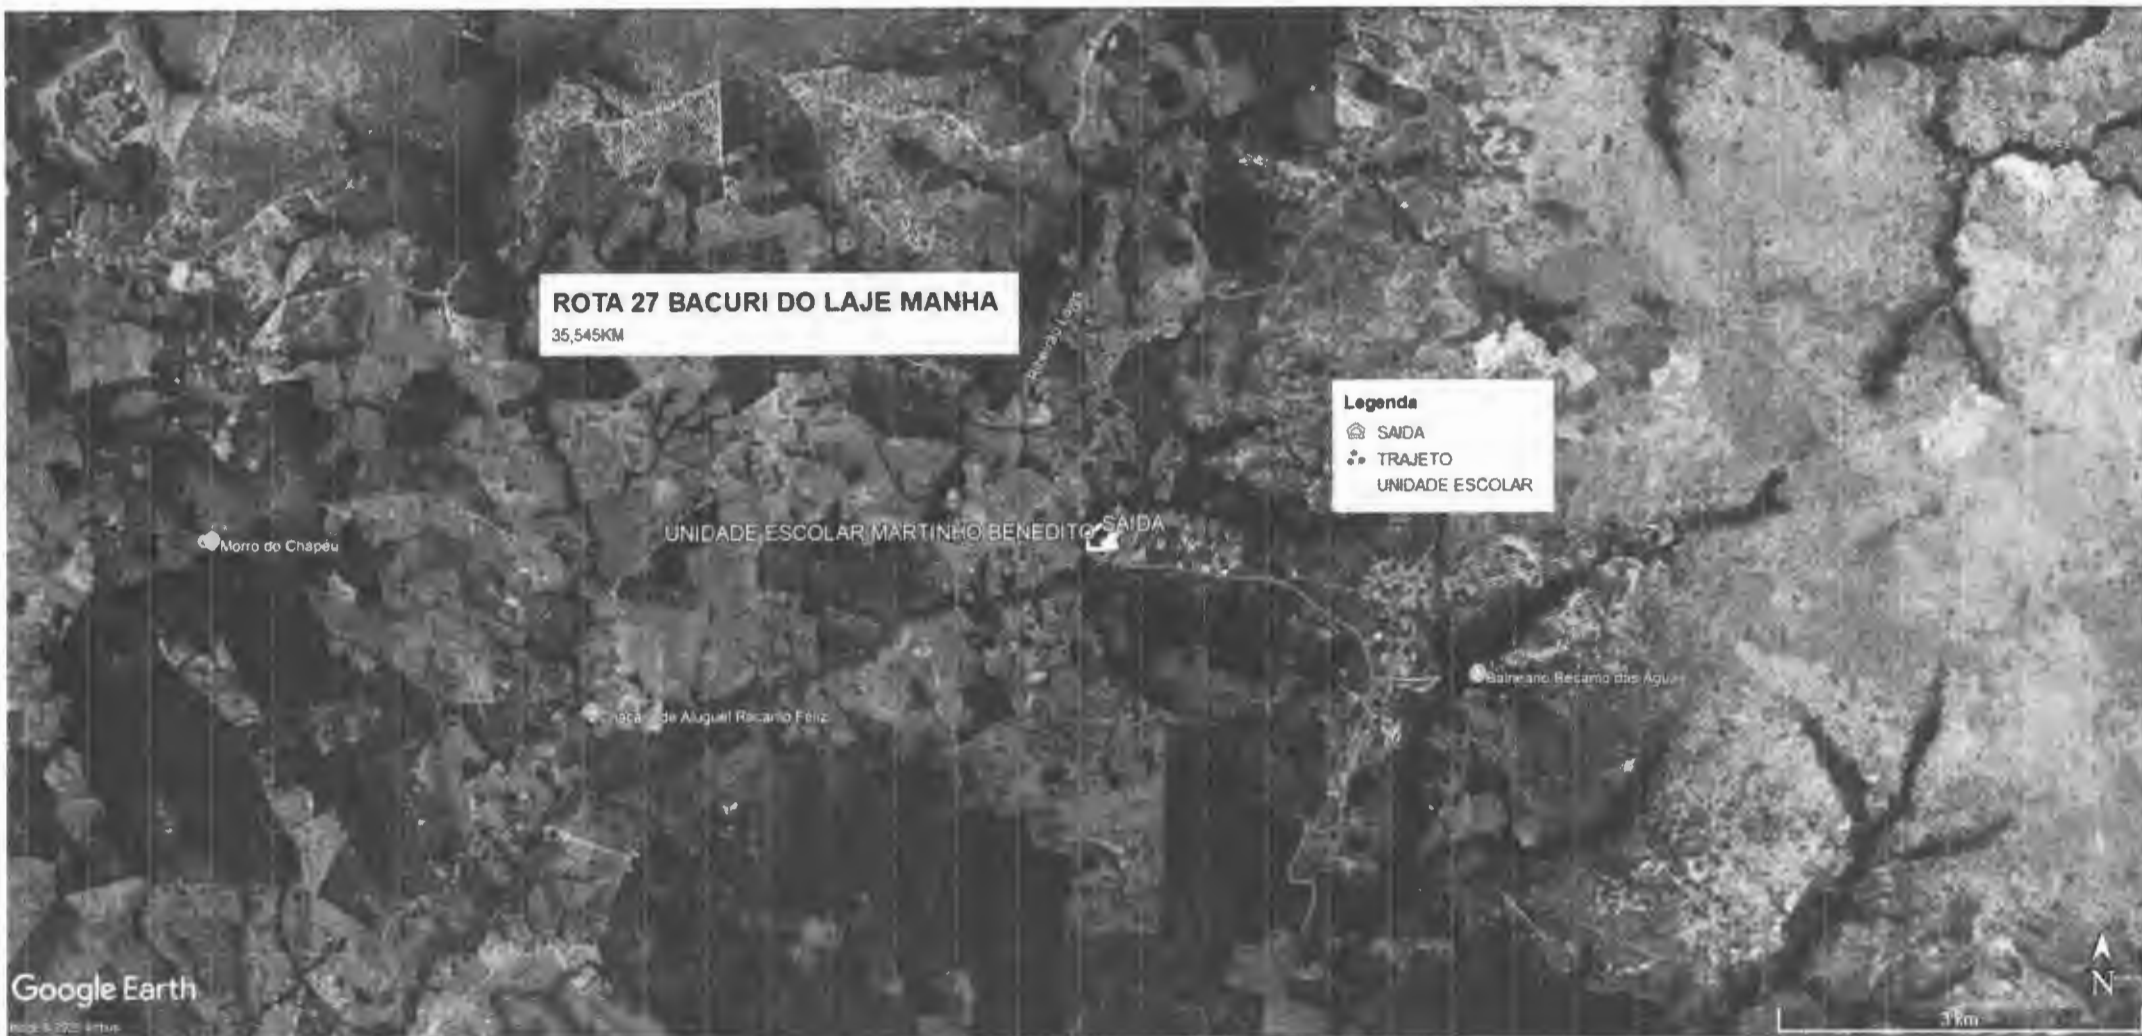 ROTA 27 BACURI DO LAJE MANHA
35,545KM
Legenda
SAIDA
TRAJETO
UNIDADE ESCOLAR
UNIDADE ESCOLAR MARTINHO BENEDITO
SAIDA
Morro do Chapéu
de Aluguel Recanto Feliz
Balneario Recanto das Água
Google Earth
N
3 km